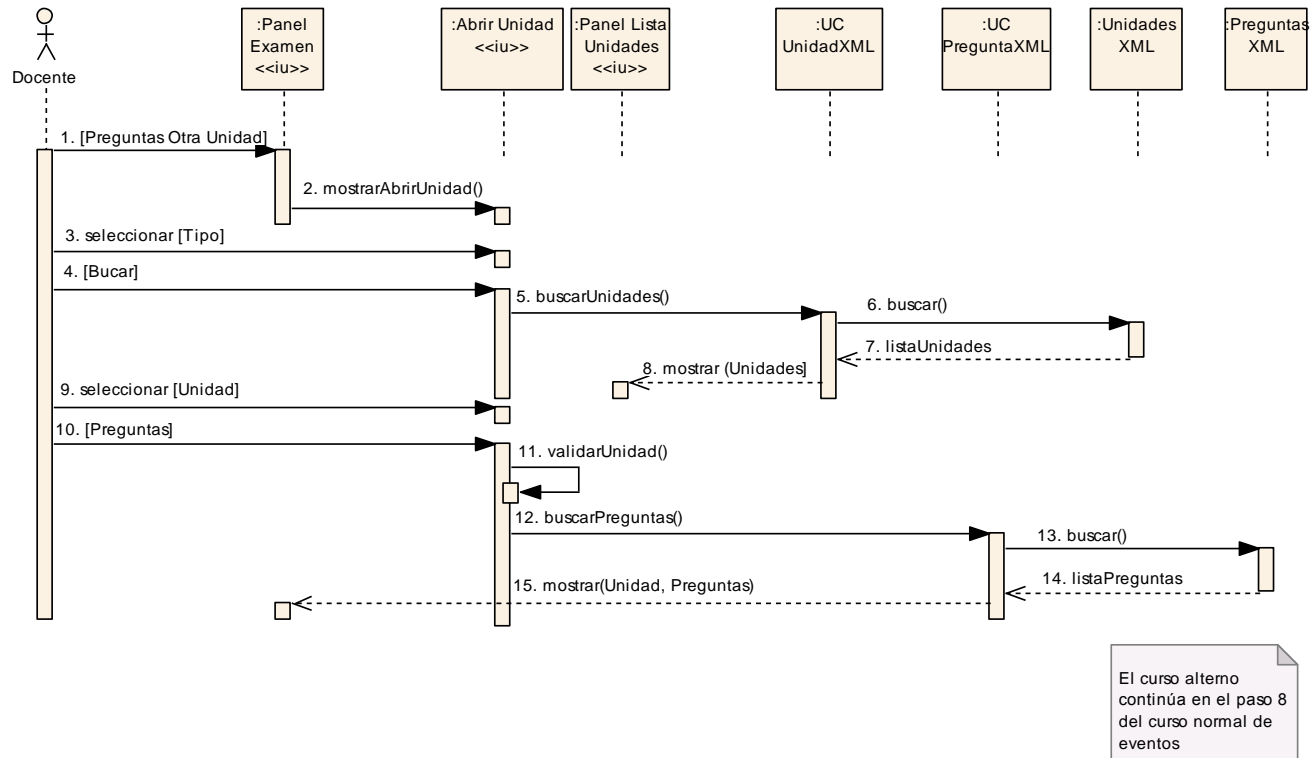 Docente
:Panel
Examen
<<iu>>
:Abrir Unidad
<<iu>>
:Panel Lista
Unidades
<<iu>>
:UC
UnidadXML
:UC
PreguntaXML
:Unidades
XML
:Preguntas
XML
1. [Preguntas Otra Unidad]
2. mostrarAbrirUnidad()
3. seleccionar [Tipo]
4. [Bucar]
5. buscarUnidades()
6. buscar()
7. listaUnidades
8. mostrar (Unidades]
9. seleccionar [Unidad]
10. [Preguntas]
11. validarUnidad()
12. buscarPreguntas()
13. buscar()
14. listaPreguntas
15. mostrar(Unidad, Preguntas)
El curso alterno
continúa en el paso 8
del curso normal de
eventos